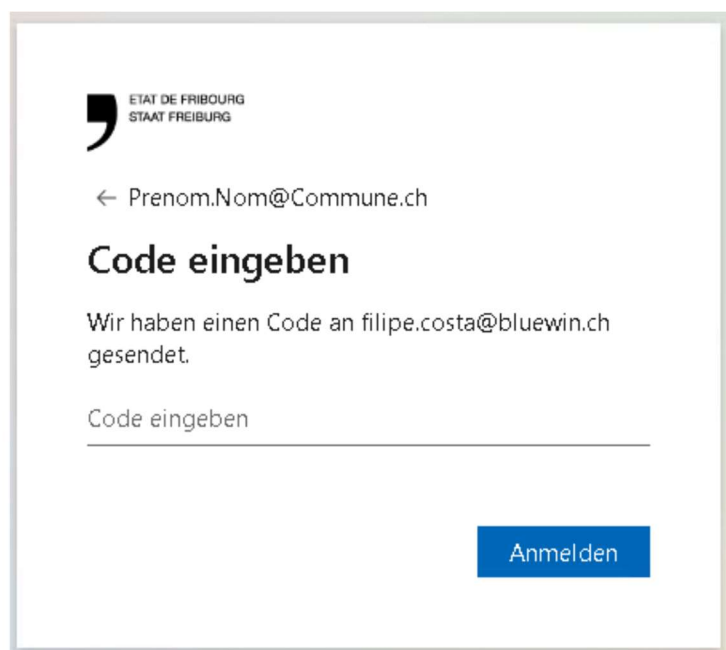 ETAT DE FRIBOURG
STAAT FREIBURG
← Prenom.Nom@Commune.ch
Code eingeben
Wir haben einen Code an filipe.costa@bluewin.ch
gesendet.
Code eingeben
Anmelden